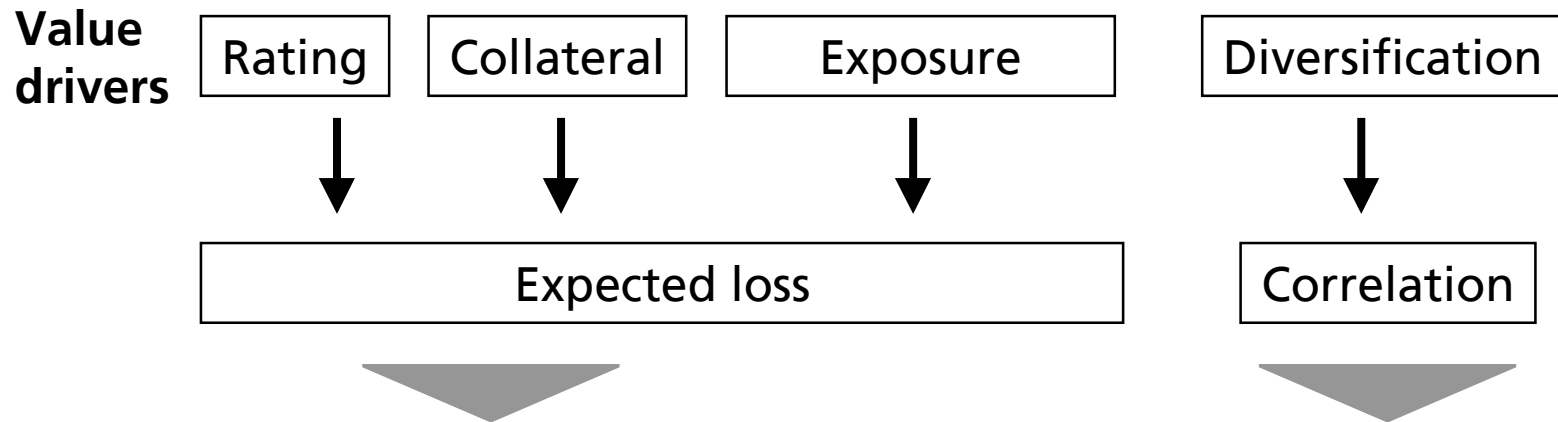 Value
drivers
Rating
Collateral
Exposure
Diversification
Expected loss
Correlation